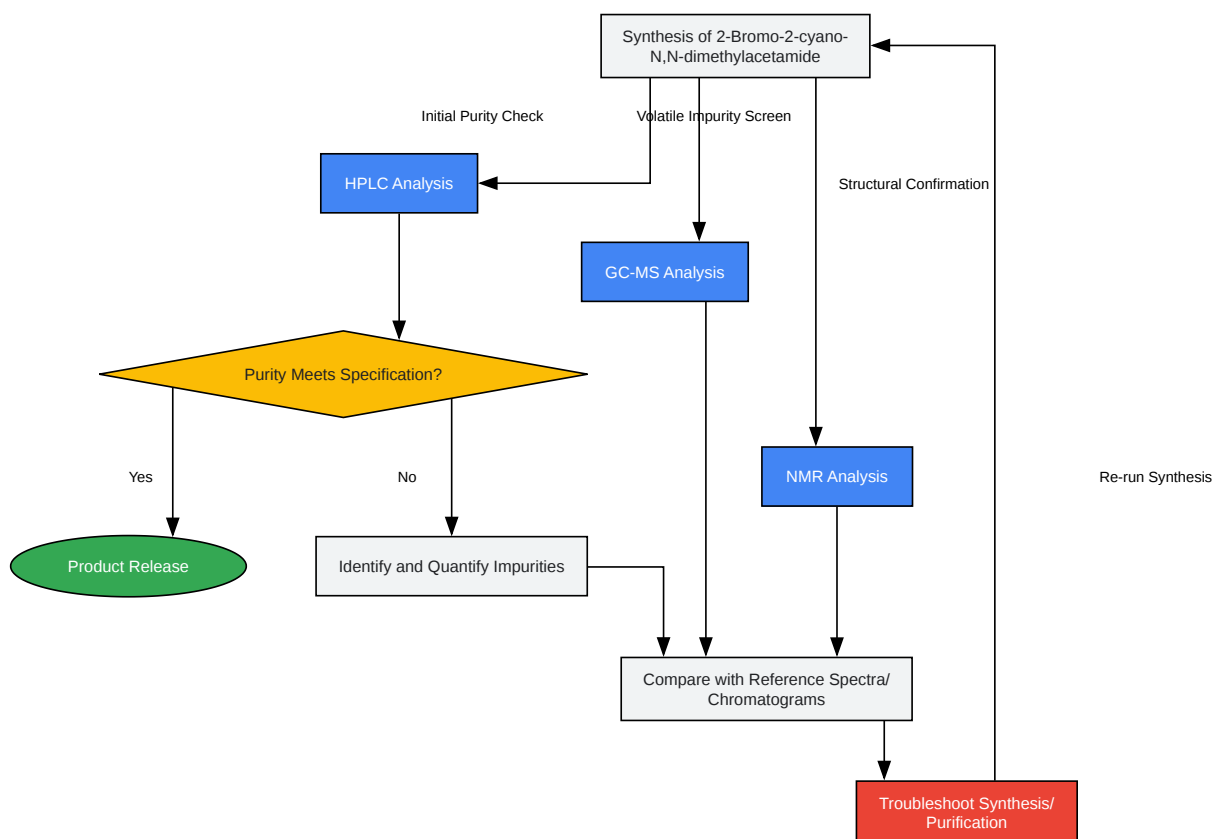 Synthesis of 2-Bromo-2-cyano-
N,N-dimethylacetamide
Initial Purity Check
Volatile Impurity Screen
HPLC Analysis
Structural Confirmation
GC-MS Analysis
Purity Meets Specification?
Yes
No
NMR Analysis
Re-run Synthesis
Product Release
Identify and Quantify Impurities
Compare with Reference Spectra/
Chromatograms
Troubleshoot Synthesis/
Purification